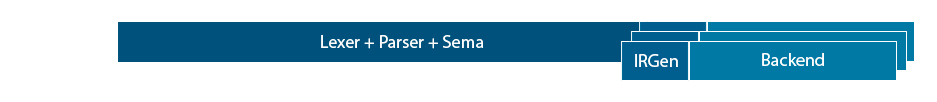 Lexer + Parser + Sema
IRGen
Backend